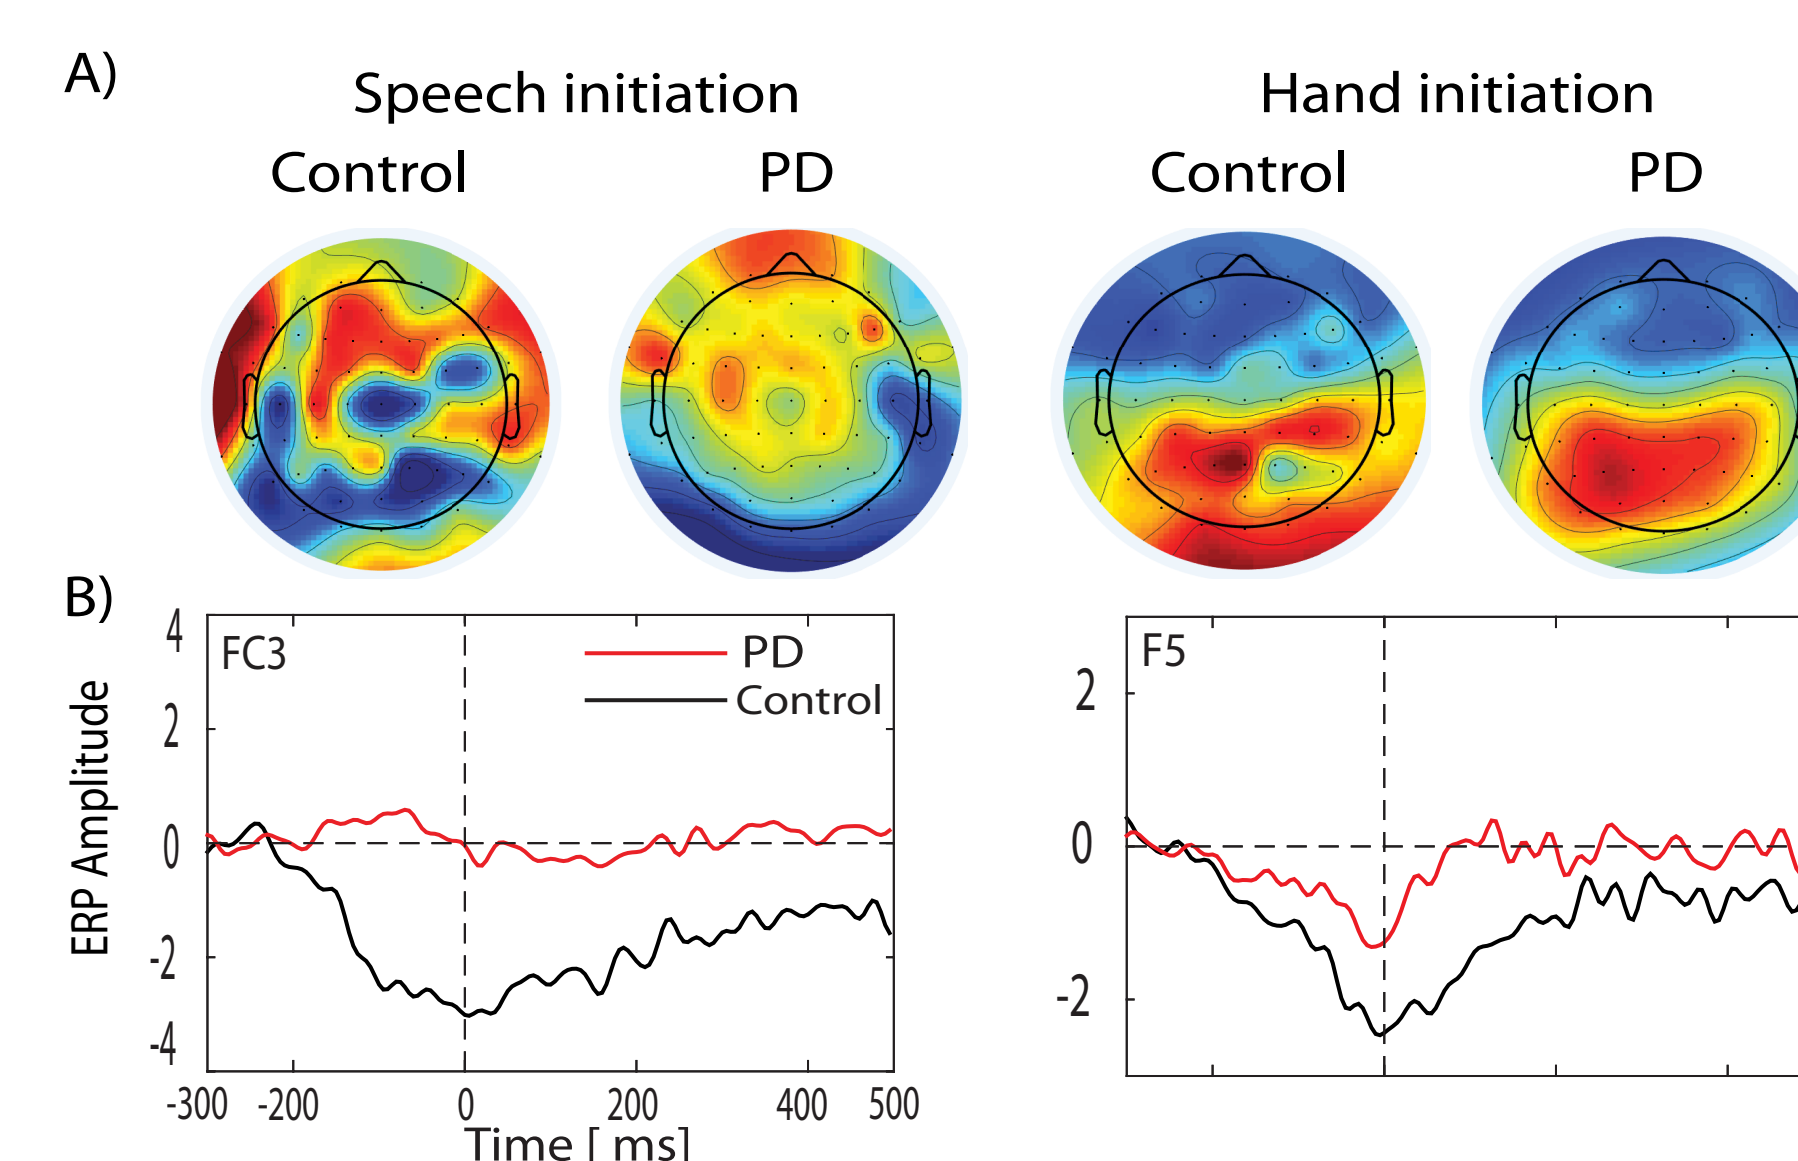 A)
Speech initiation
Hand initiation
Control
PD
Control
PD
B)
FC3
PD
Control
ERP Amplitude
4
2
0
-2
-4
-300
-200
0
200
400
500
Time [ ms]
F5
2
0
-2